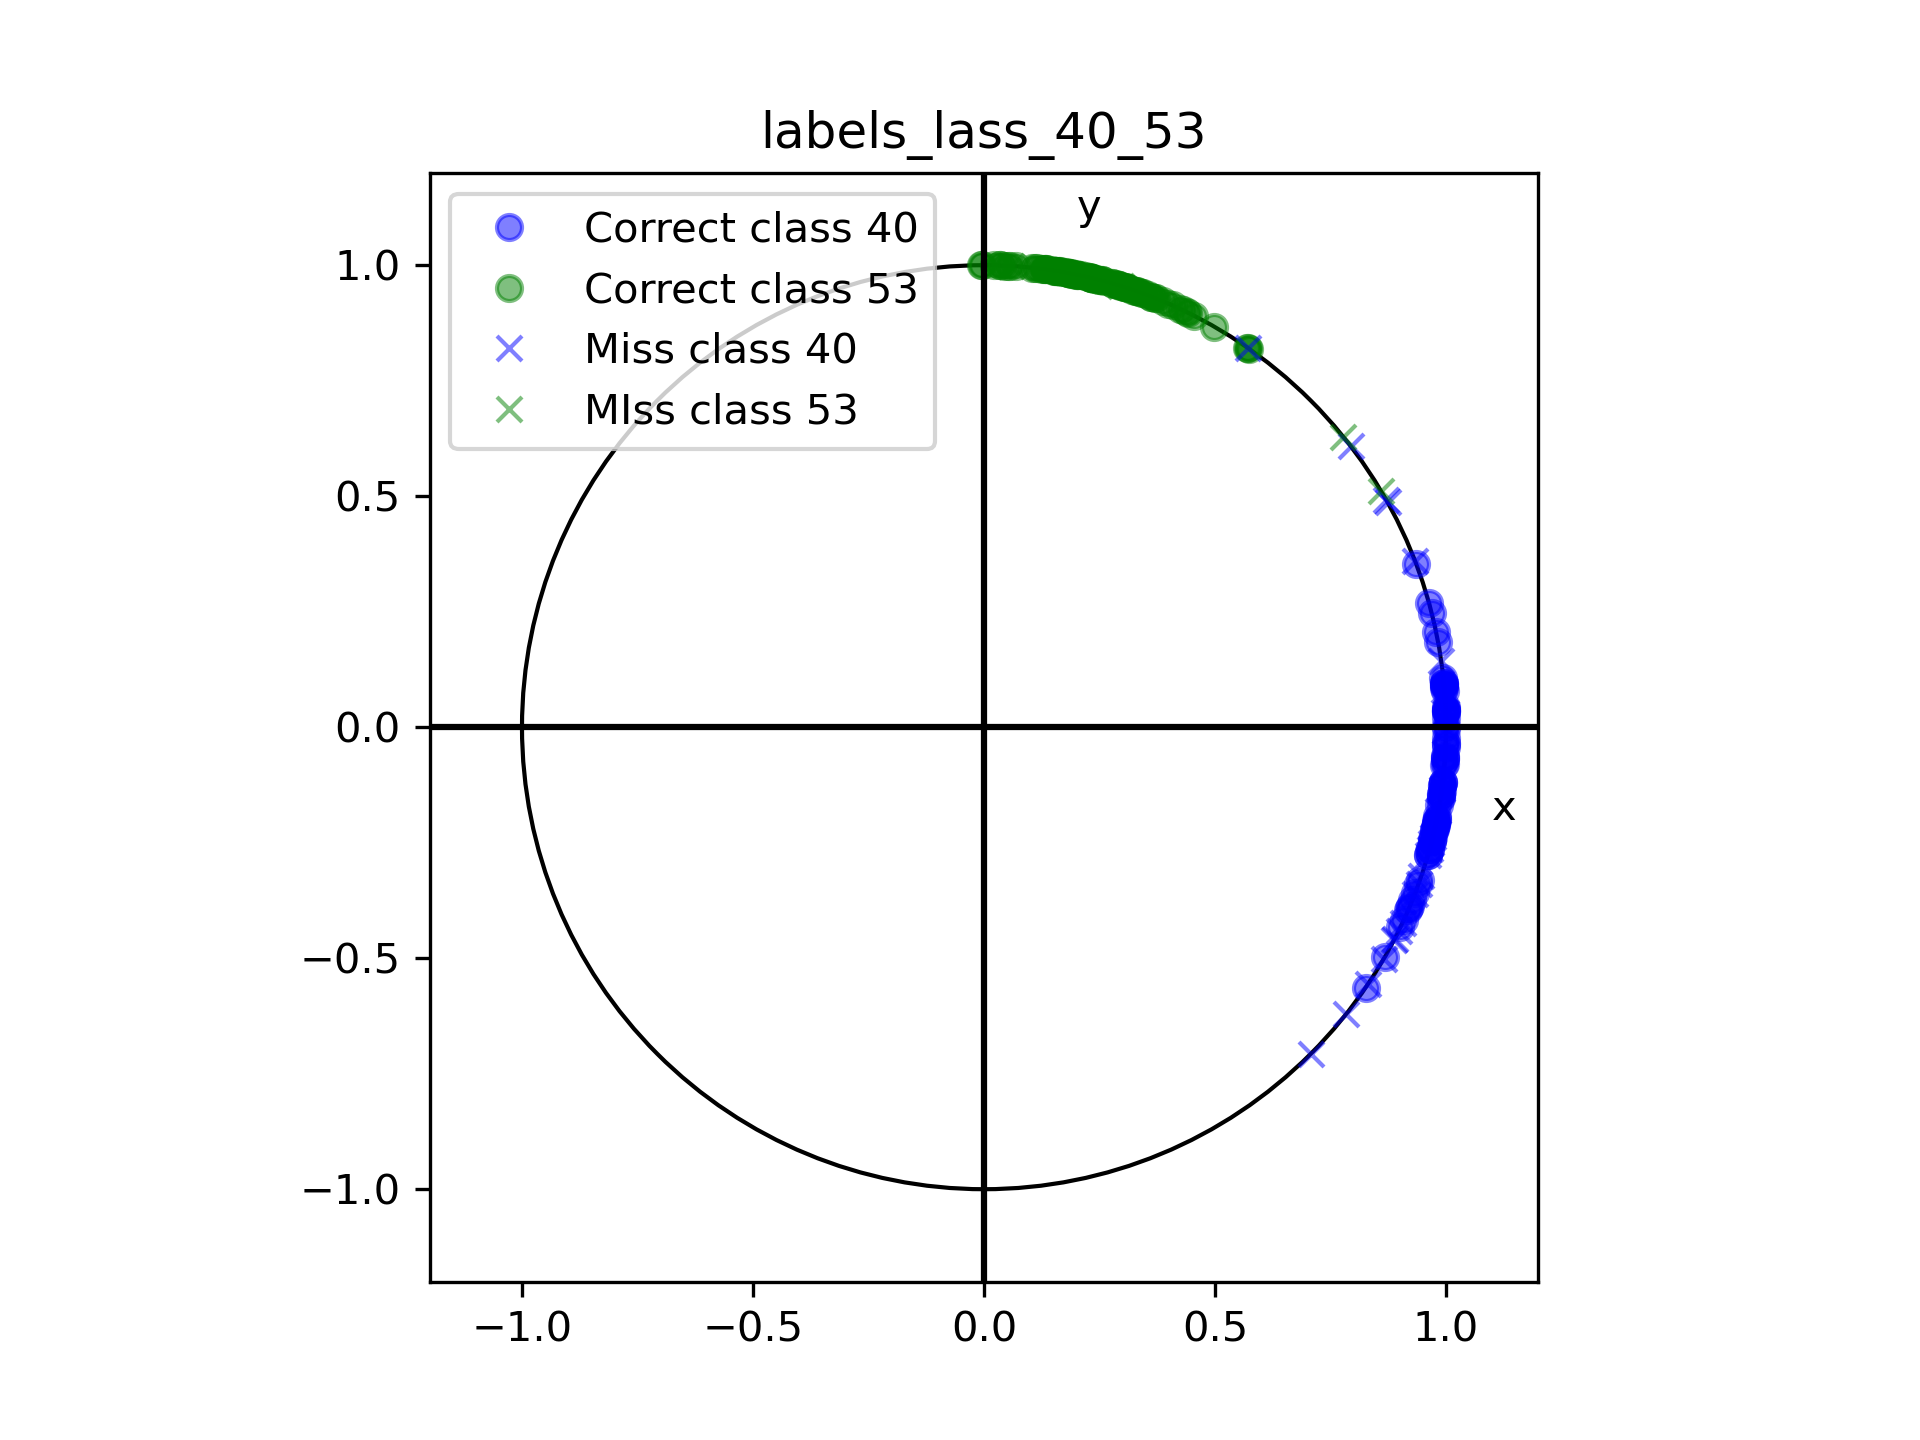 labels_lass_40_53
Correct class 40
Correct class 53
Miss class 40
MIss class 53
y
x
1.0
0.5
0.0
−0.5
−1.0
−1.0 −0.5 0.0 0.5 1.0